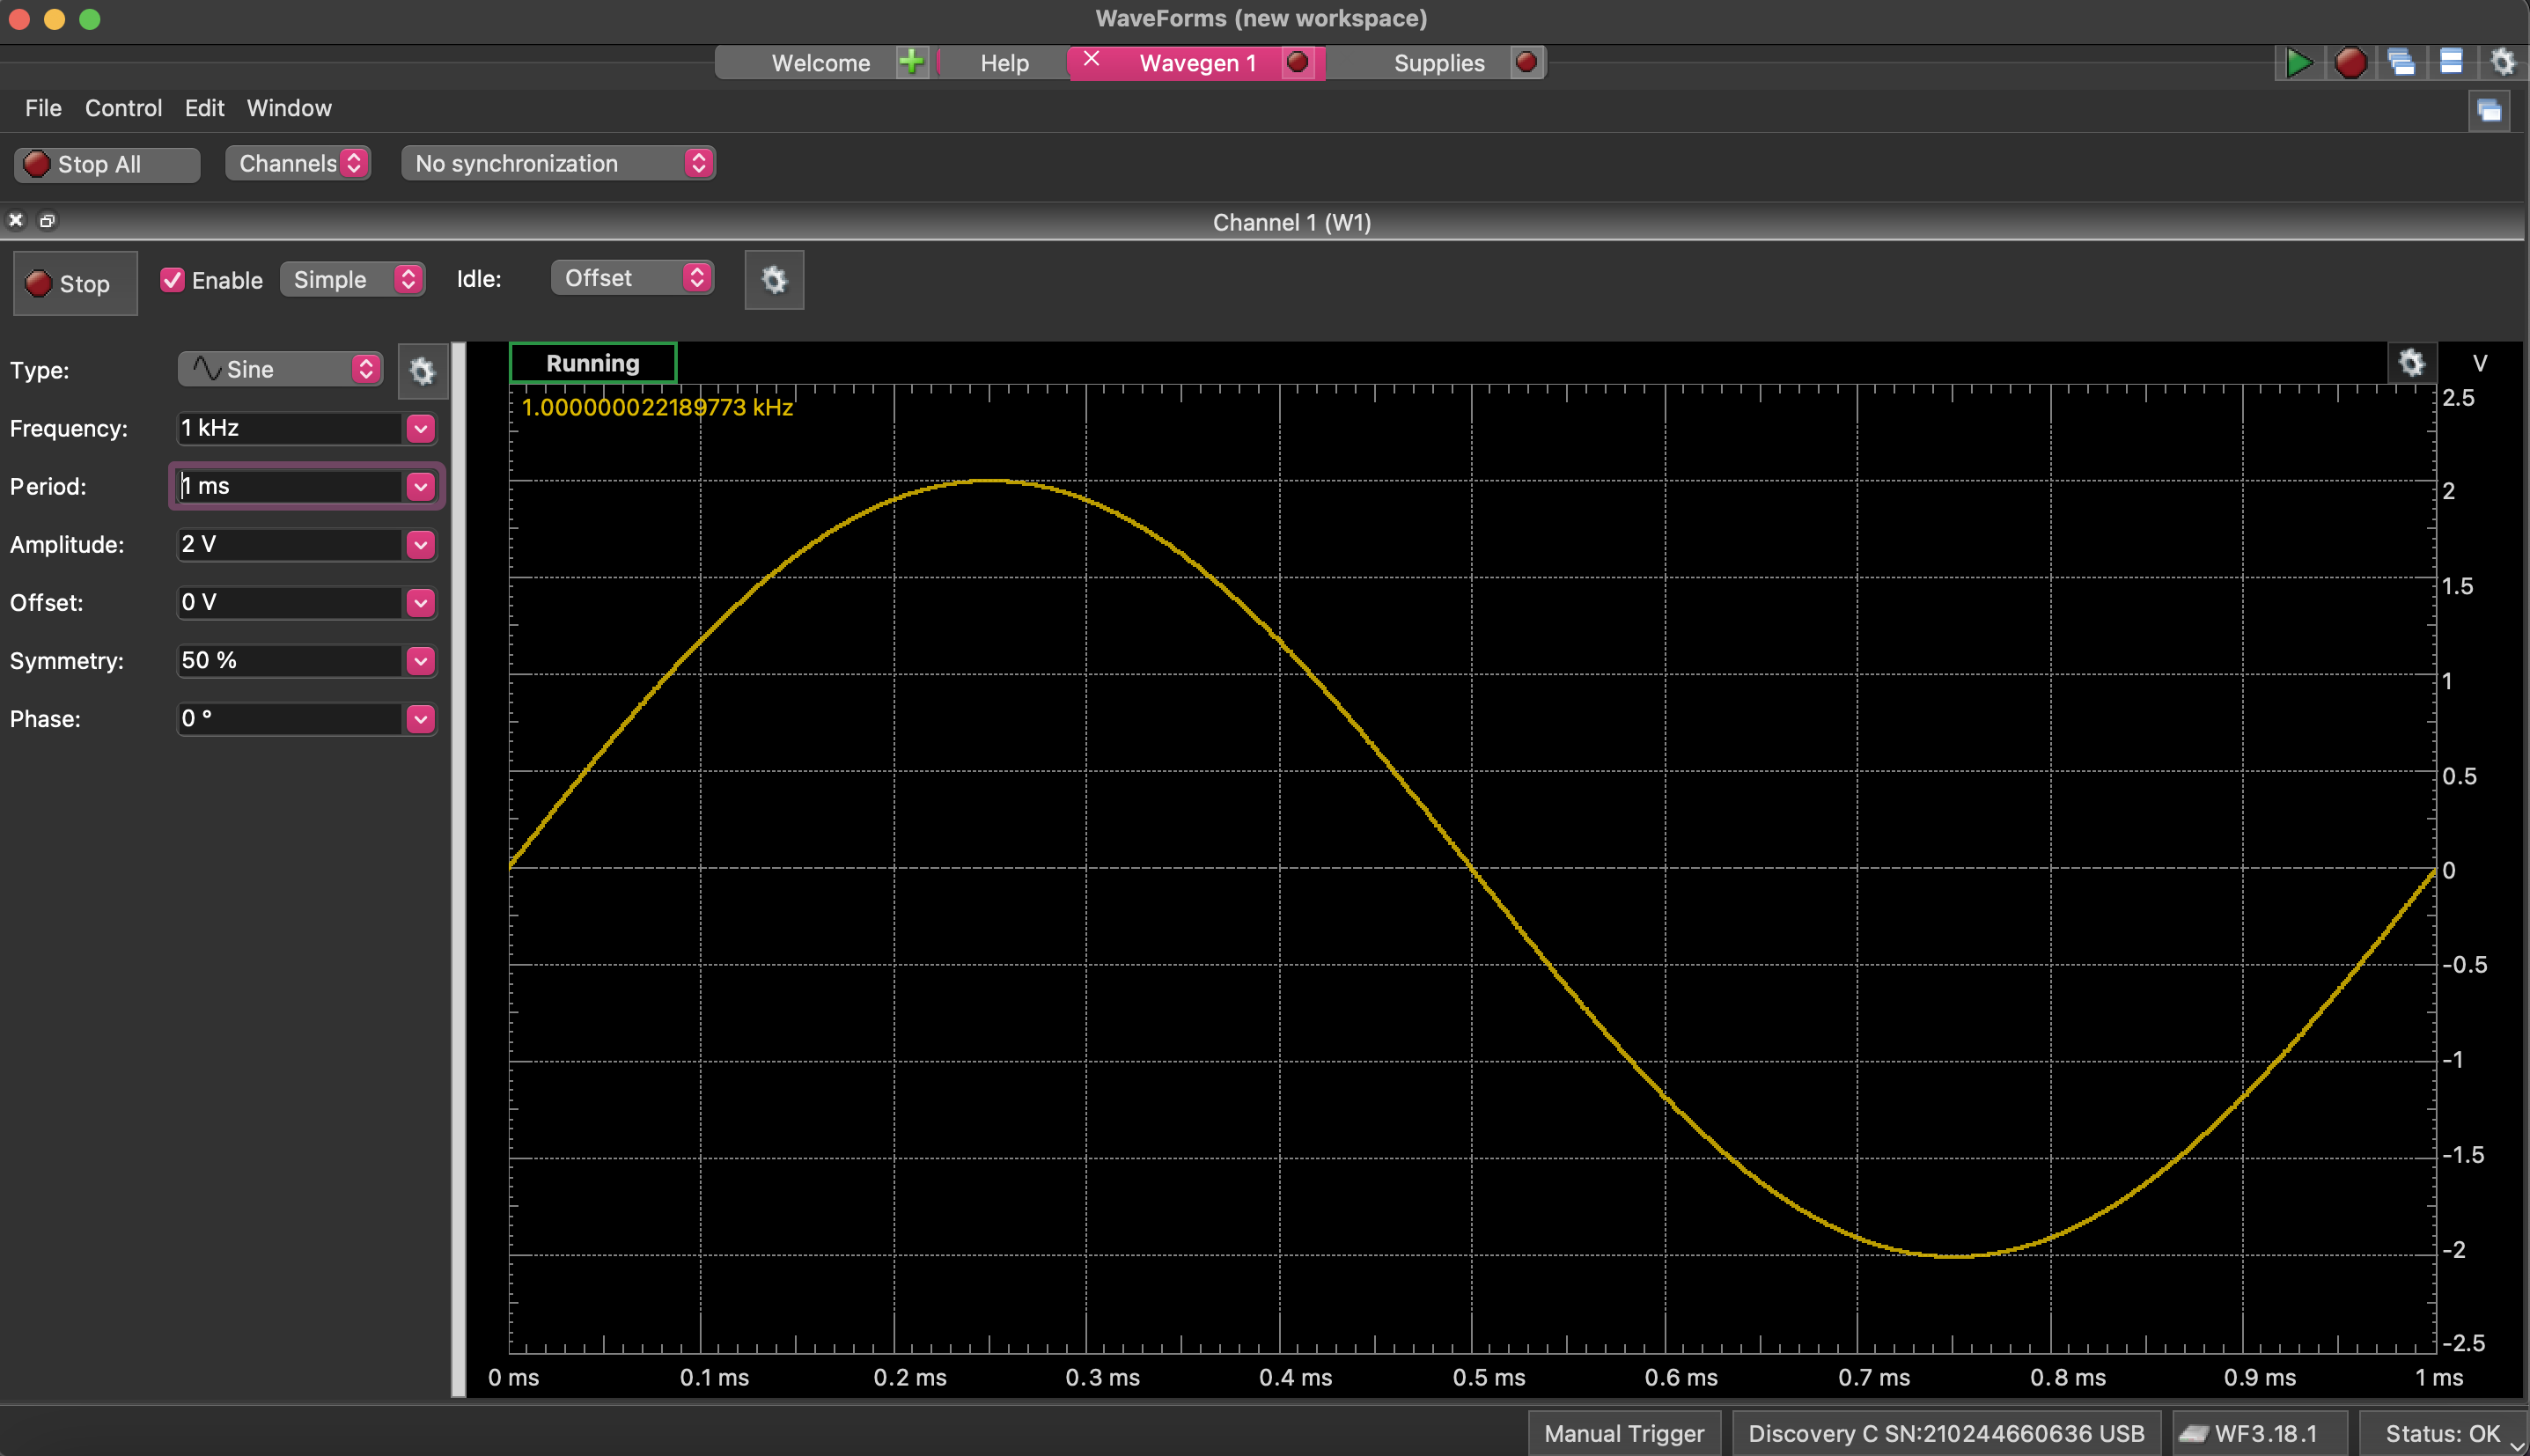 WaveForms (new workspace)
Welcome Help Wavegen 1 Supplies
File Control Edit Window
Stop All Channels No synchronization
Channel 1 (W1)
Stop Enable Simple Idle: Offset
Type: Sine
Frequency: 1 kHz
Period: 1 ms
Amplitude: 2 V
Offset: 0 V
Symmetry: 50 %
Phase: 0 °
Running V
1.000000022189773 kHz
2.5
2
1.5
1
0.5
0
-0.5
-1
-1.5
-2
-2.5
0 ms 0.1 ms 0.2 ms 0.3 ms 0.4 ms 0.5 ms 0.6 ms 0.7 ms 0.8 ms 0.9 ms 1 ms
Manual Trigger Discovery C SN:210244660636 USB WF3.18.1 Status: OK